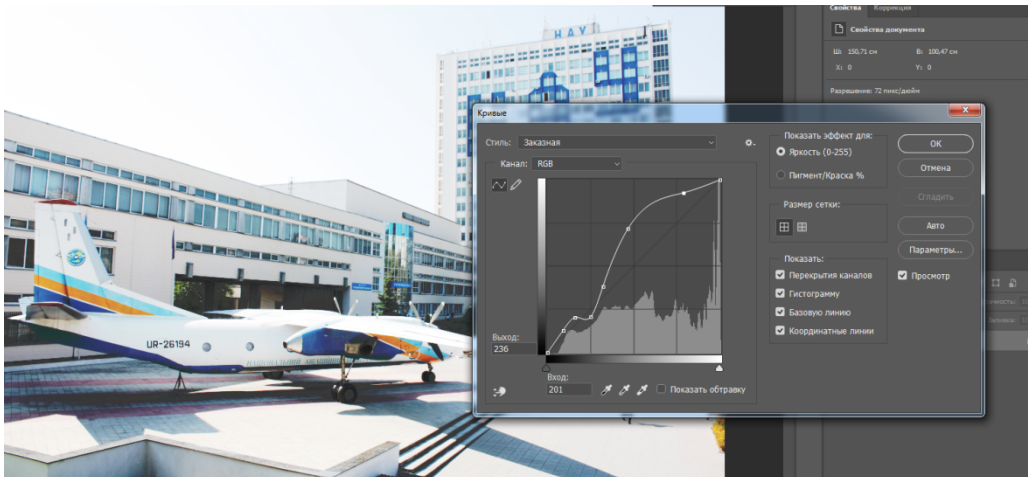 Свойства Коррекция
Свойства документа
Ш: 150,71 см В: 100,47 см
X: 0 Y: 0
Разрешение: 72 пикс/дюйм
НАУ
Кривые
Стиль: Заказная
Канал: RGB
Выход:
236
Вход:
201
Показать обтравку
Показать эффект для:
Яркость (0-255)
Пигмент/Краска %
Размер сетки:
Показать:
Перекрытия каналов
Гистограмму
Базовую линию
Координатные линии
OK
Отмена
Сгладить
Авто
Параметры...
Просмотр
UR-26194